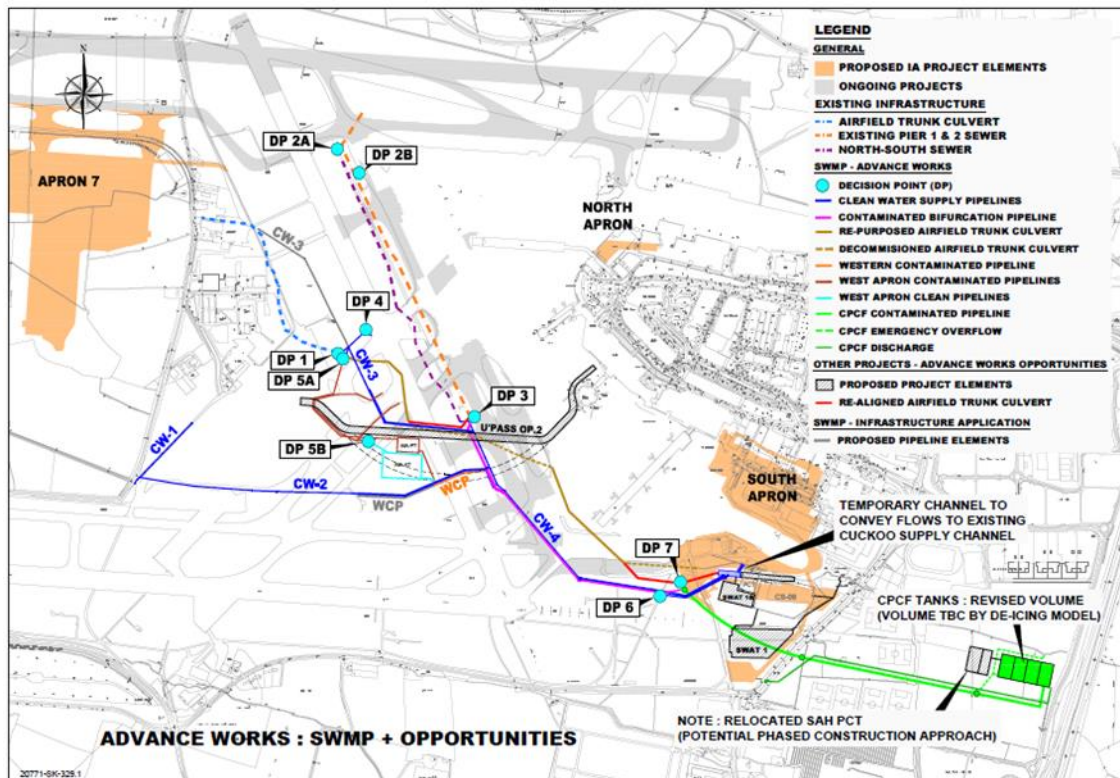 N
DP 2A
DP 2B
APRON 7
NORTH
APRON
CW-3
DP 4
DP 1
DP 5A
CW-3
DP 3
U'PASS OP.2
DP 5B
CW-1
CW-2
WCP
WCP
CW-4
SOUTH
APRON
DP 7
DP 6
SWAT 1
TEMPORARY CHANNEL TO
CONVEY FLOWS TO EXISTING
CUCKOO SUPPLY CHANNEL
CPCF TANKS : REVISED VOLUME
(VOLUME TBC BY DE-ICING MODEL)
NOTE : RELOCATED SAH PCT
(POTENTIAL PHASED CONSTRUCTION APPROACH)
ADVANCE WORKS : SWMP + OPPORTUNITIES
20771-SK-329.1
LEGEND
GENERAL
PROPOSED IA PROJECT ELEMENTS
ONGOING PROJECTS
EXISTING INFRASTRUCTURE
AIRFIELD TRUNK CULVERT
EXISTING PIER 1 & 2 SEWER
NORTH-SOUTH SEWER
SWMP - ADVANCE WORKS
DECISION POINT (DP)
CLEAN WATER SUPPLY PIPELINES
CONTAMINATED BIFURCATION PIPELINE
RE-PURPOSED AIRFIELD TRUNK CULVERT
DECOMMISIONED AIRFIELD TRUNK CULVERT
WESTERN CONTAMINATED PIPELINE
WEST APRON CONTAMINATED PIPELINES
WEST APRON CLEAN PIPELINES
CPCF CONTAMINATED PIPELINE
CPCF EMERGENCY OVERFLOW
CPCF DISCHARGE
OTHER PROJECTS - ADVANCE WORKS OPPORTUNITIES
PROPOSED PROJECT ELEMENTS
RE-ALIGNED AIRFIELD TRUNK CULVERT
SWMP - INFRASTRUCTURE APPLICATION
PROPOSED PIPELINE ELEMENTS